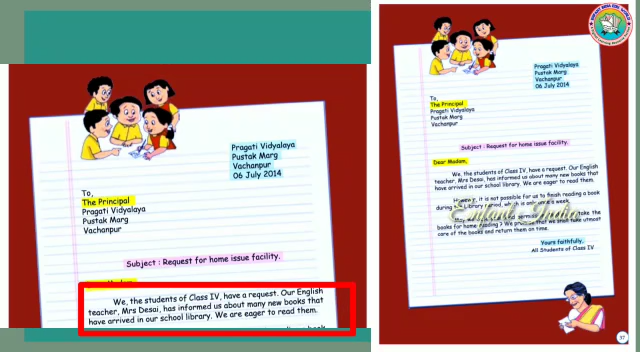 Pragati Vidyalaya
Pustak Marg
Vachanpur
06 July 2014
To,
The Principal
Pragati Vidyalaya
Pustak Marg
Vachanpur
Subject : Request for home issue facility.
We, the students of Class IV, have a request. Our English
teacher, Mrs Desai, has informed us about many new books that
have arrived in our school library. We are eager to read them.
Pragati Vidyalaya
Pustak Marg
Vachanpur
06 July 2014
To,
The Principal
Pragati Vidyalaya
Pustak Marg
Vachanpur
Subject : Request for home issue facility.
Dear Madam,
We, the students of Class IV, have a request. Our English
teacher, Mrs Desai, has informed us about many new books that
have arrived in our school library. We are eager to read them.
However, it is not possible for us to finish reading a book
during the Library period, which is only once a week.
May we take the
books for home reading ? We promise that we shall take utmost
care of the books and return them on time.
Yours faithfully,
All Students of Class IV
37